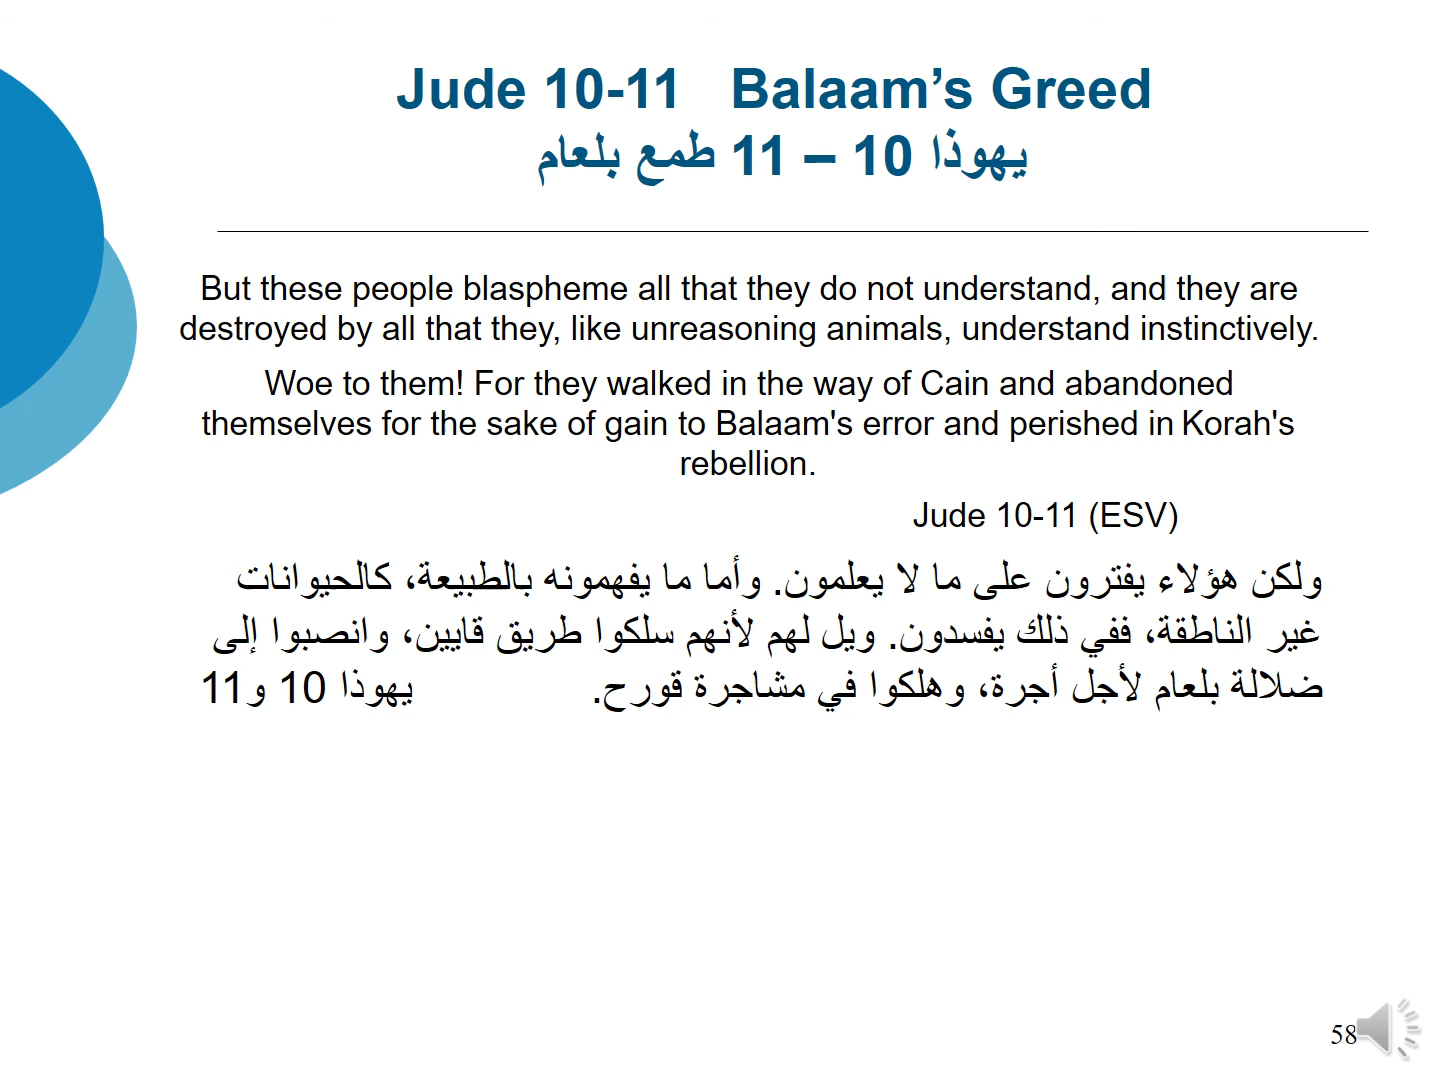 Jude 10-11 Balaam’s Greed
يهوذا 10 – 11 طمع بلعام
But these people blaspheme all that they do not understand, and they are
destroyed by all that they, like unreasoning animals, understand instinctively.
Woe to them! For they walked in the way of Cain and abandoned
themselves for the sake of gain to Balaam's error and perished in Korah's
rebellion.
Jude 10-11 (ESV)
ولكن هؤلاء يفترون على ما لا يعلمون. وأما ما يفهمونه بالطبيعة، كالحيوانات
غير الناطقة، ففي ذلك يفسدون. ويل لهم لأنهم سلكوا طريق قايين، وانصبوا إلى
ضلالة بلعام لأجل أجرة، وهلكوا في مشاجرة قورح. يهوذا 10 و11
58